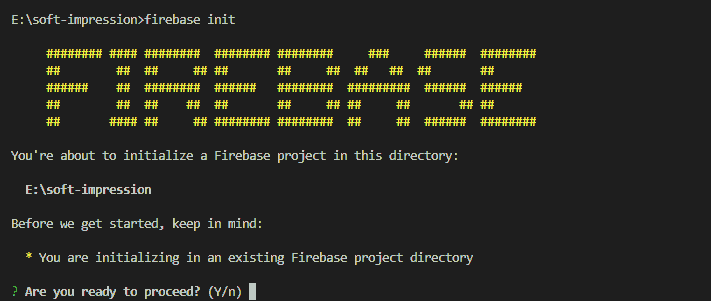 E:\soft-impression>firebase init
FIREBASE
You're about to initialize a Firebase project in this directory:
E:\soft-impression
Before we get started, keep in mind:
* You are initializing in an existing Firebase project directory
? Are you ready to proceed? (Y/n)